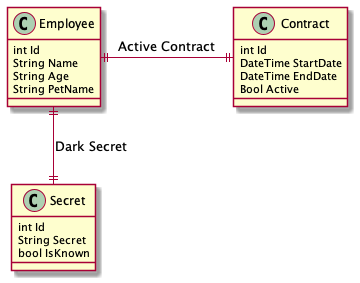 C Employee
int Id
String Name
String Age
String PetName
Active Contract
C Contract
int Id
DateTime StartDate
DateTime EndDate
Bool Active
Dark Secret
C Secret
int Id
String Secret
bool IsKnown